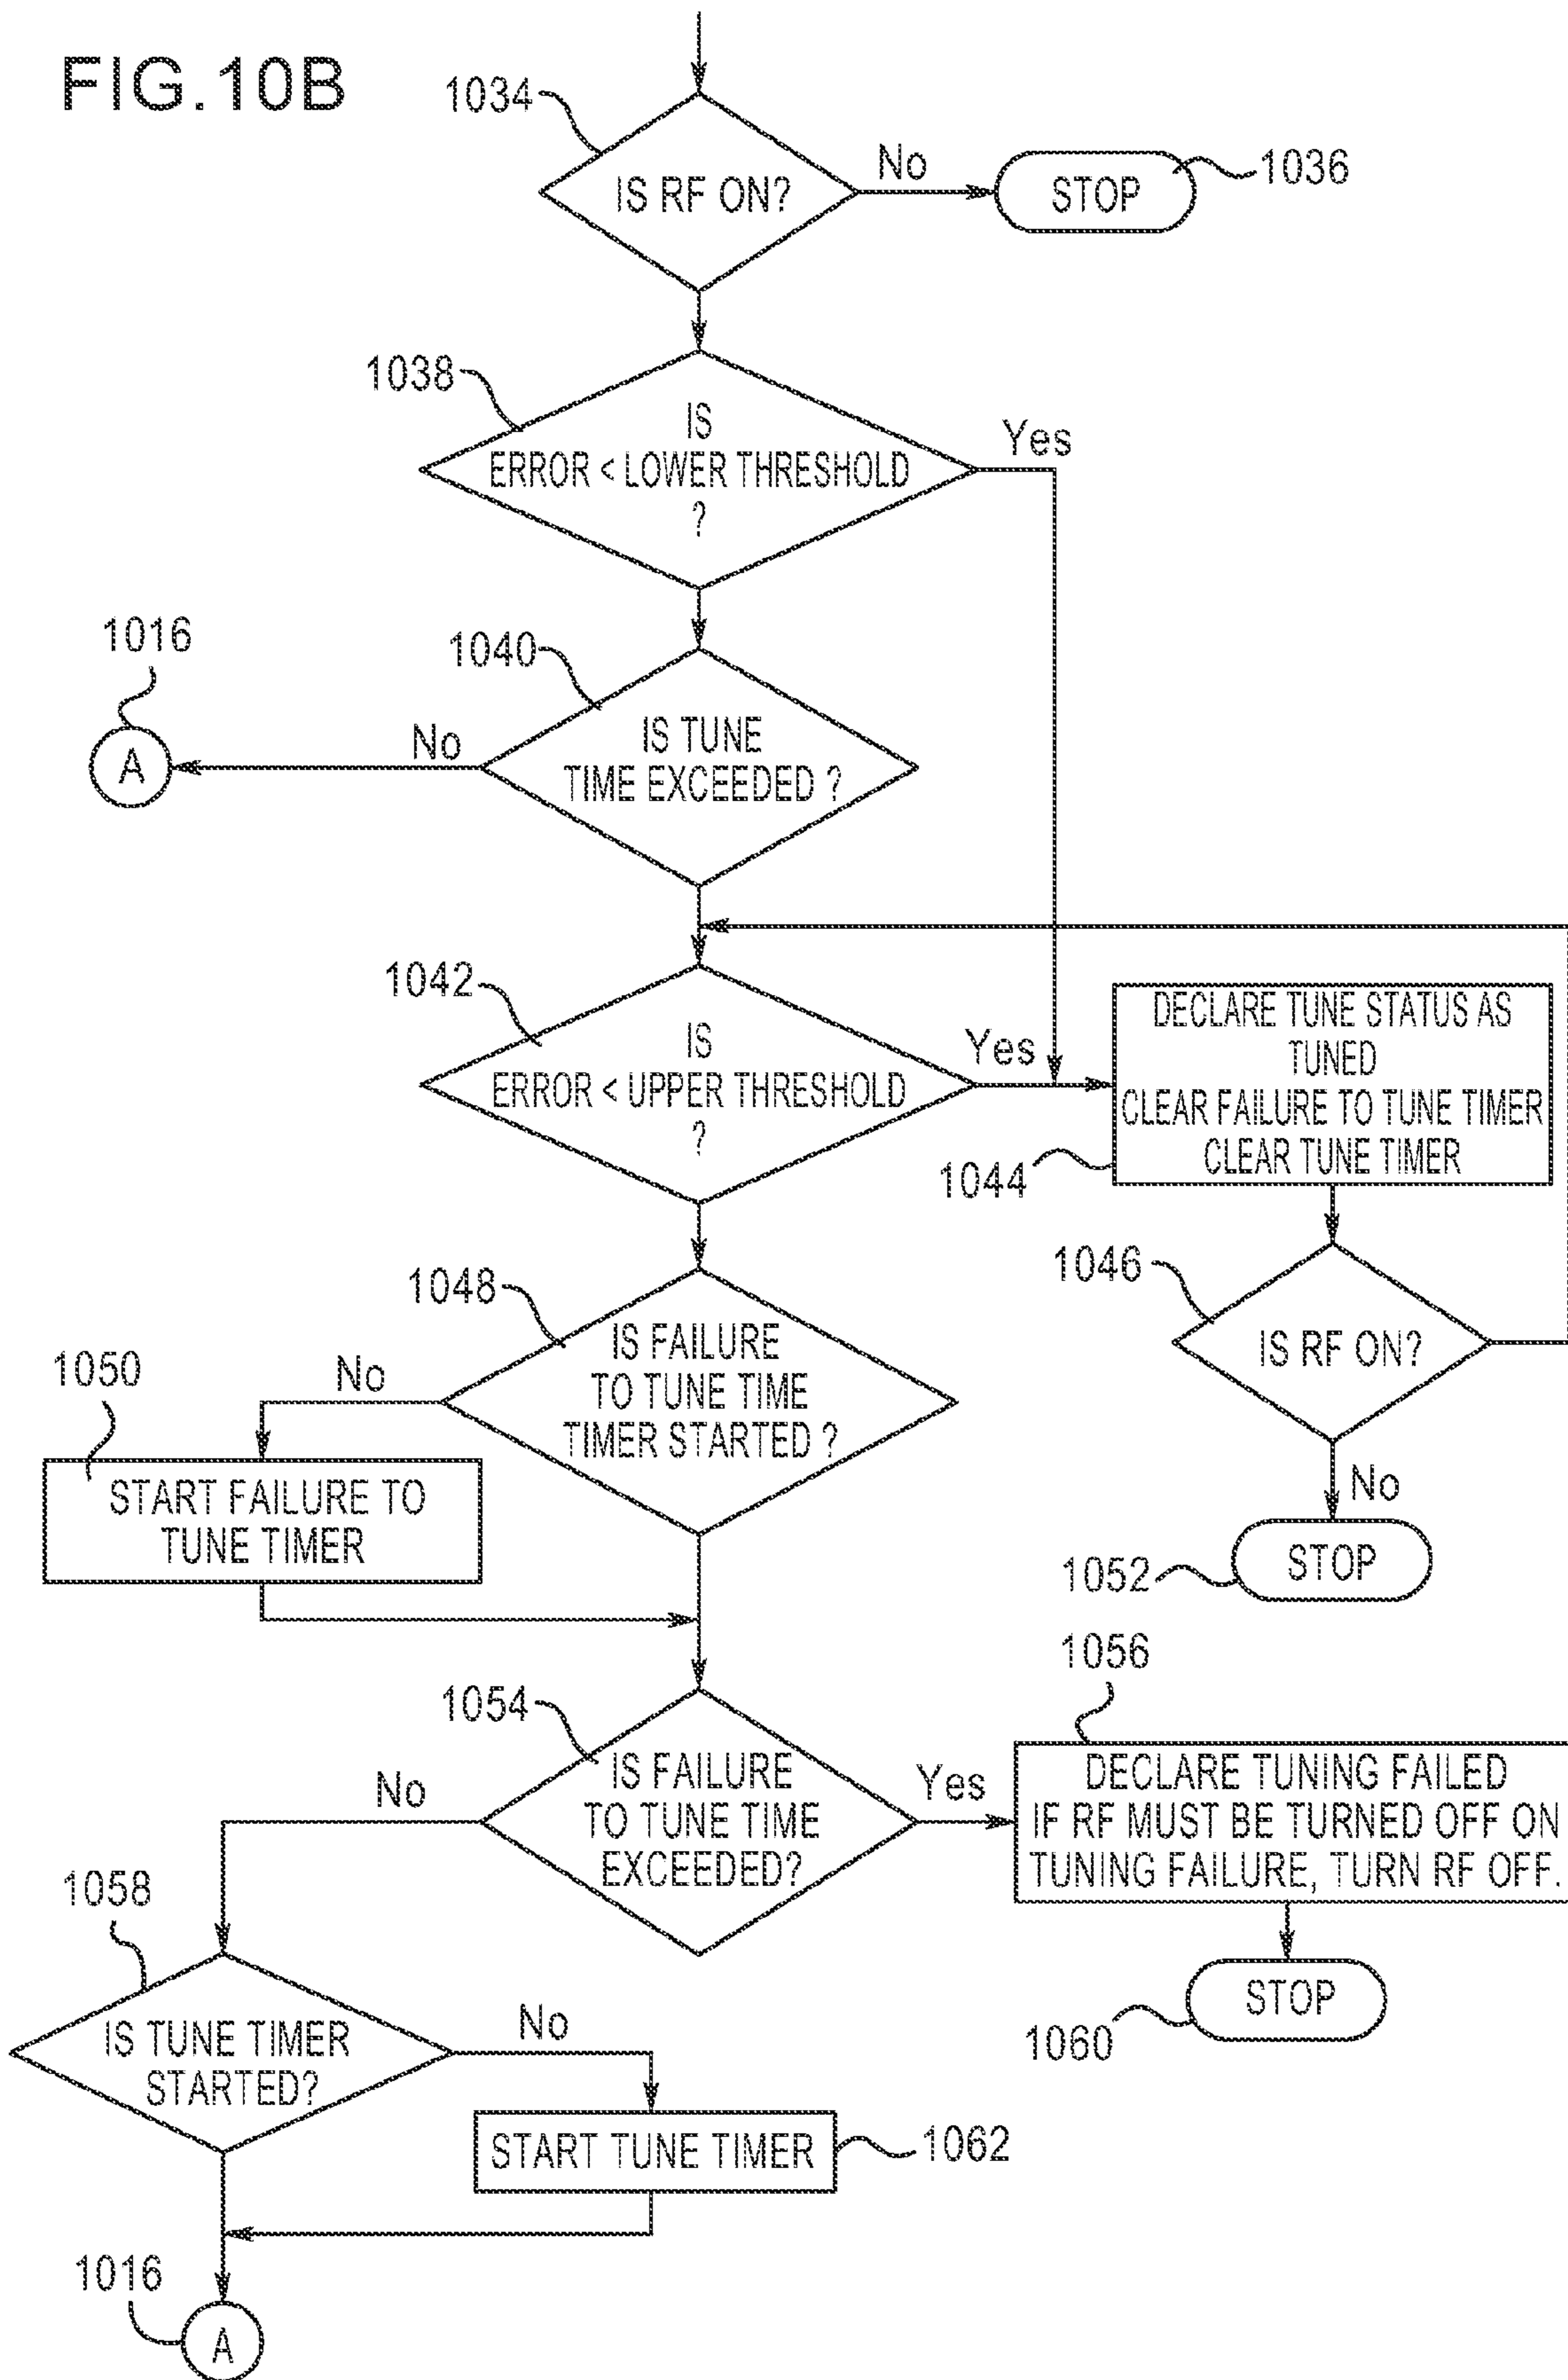 FIG.10B
1034
IS RF ON?
No
STOP
1036
1038
IS
ERROR < LOWER THRESHOLD
?
Yes
1016
A
No
1040
IS TUNE
TIME EXCEEDED ?
1042
IS
ERROR < UPPER THRESHOLD
?
Yes
DECLARE TUNE STATUS AS
TUNED
CLEAR FAILURE TO TUNE TIMER
CLEAR TUNE TIMER
1044
1046
IS RF ON?
No
STOP
1052
1048
IS FAILURE
TO TUNE TIME
TIMER STARTED ?
No
1050
START FAILURE TO
TUNE TIMER
1054
IS FAILURE
TO TUNE TIME
EXCEEDED?
No
Yes
1056
DECLARE TUNING FAILED
IF RF MUST BE TURNED OFF ON
TUNING FAILURE, TURN RF OFF.
STOP
1060
1058
IS TUNE TIMER
STARTED?
No
START TUNE TIMER
1062
1016
A